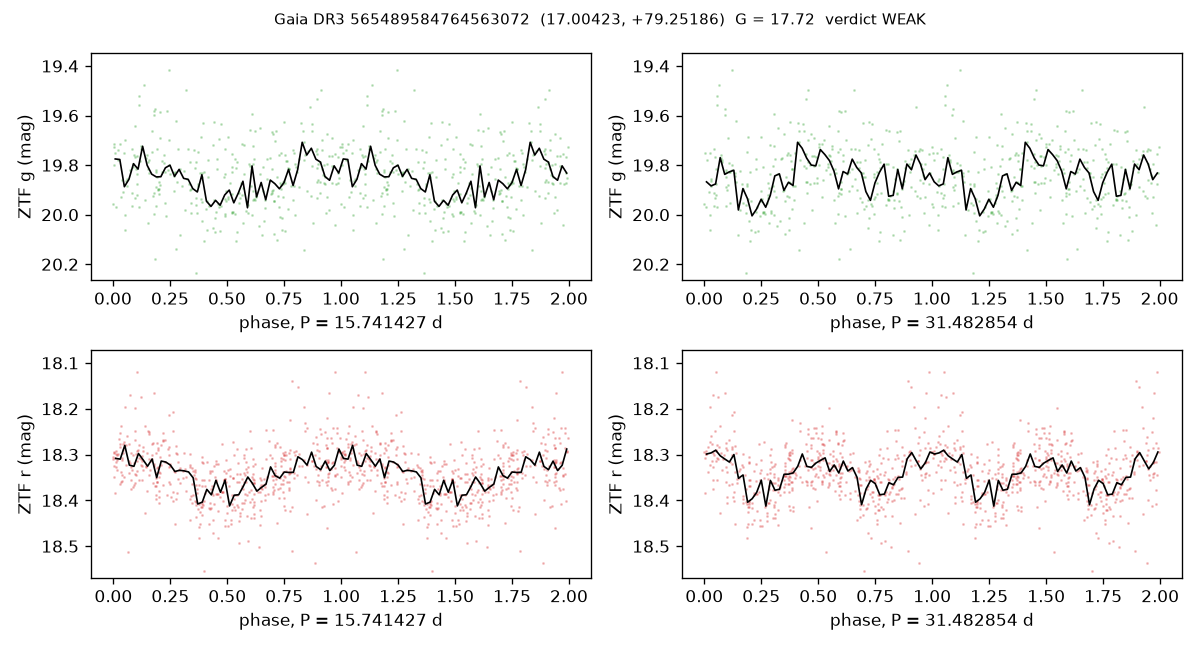 Gaia DR3 565489584764563072 (17.00423, +79.25186) G = 17.72 verdict WEAK
ZTF g (mag)
19.4
19.6
19.8
20.0
20.2
0.00 0.25 0.50 0.75 1.00 1.25 1.50 1.75 2.00
phase, P = 15.741427 d
ZTF g (mag)
19.4
19.6
19.8
20.0
20.2
0.00 0.25 0.50 0.75 1.00 1.25 1.50 1.75 2.00
phase, P = 31.482854 d
ZTF r (mag)
18.1
18.2
18.3
18.4
18.5
0.00 0.25 0.50 0.75 1.00 1.25 1.50 1.75 2.00
phase, P = 15.741427 d
ZTF r (mag)
18.1
18.2
18.3
18.4
18.5
0.00 0.25 0.50 0.75 1.00 1.25 1.50 1.75 2.00
phase, P = 31.482854 d